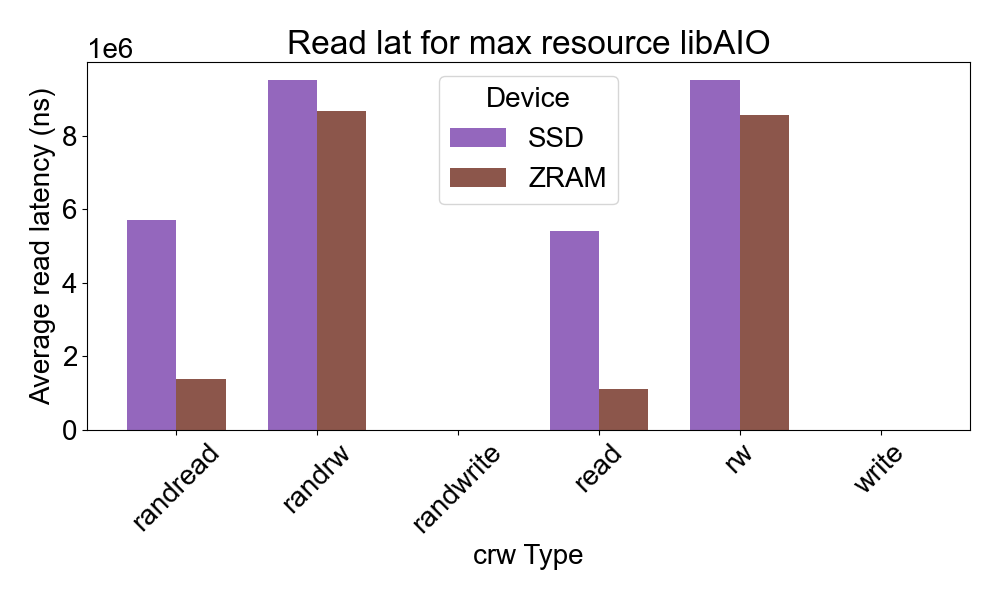 Read lat for max resource libAIO
1e6
Average read latency (ns)
8
6
4
2
0
Device
SSD
ZRAM
randread
randrw
randwrite
read
rw
write
crw Type